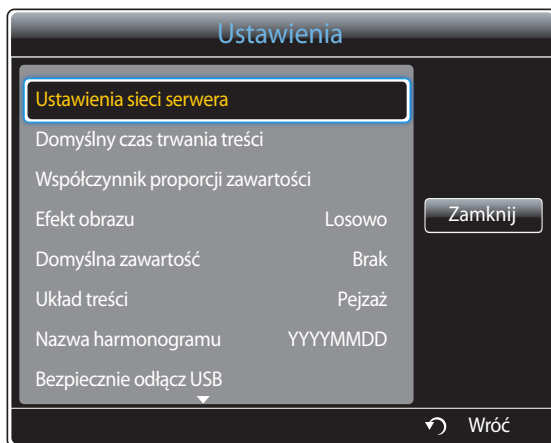 Ustawienia
Ustawienia sieci serwera
Domyślny czas trwania treści
Współczynnik proporcji zawartości
Efekt obrazu Losowo
Domyślna zawartość Brak
Układ treści Pejzaż
Nazwa harmonogramu YYYYMMDD
Bezpiecznie odłącz USB
Zamknij
Wróć